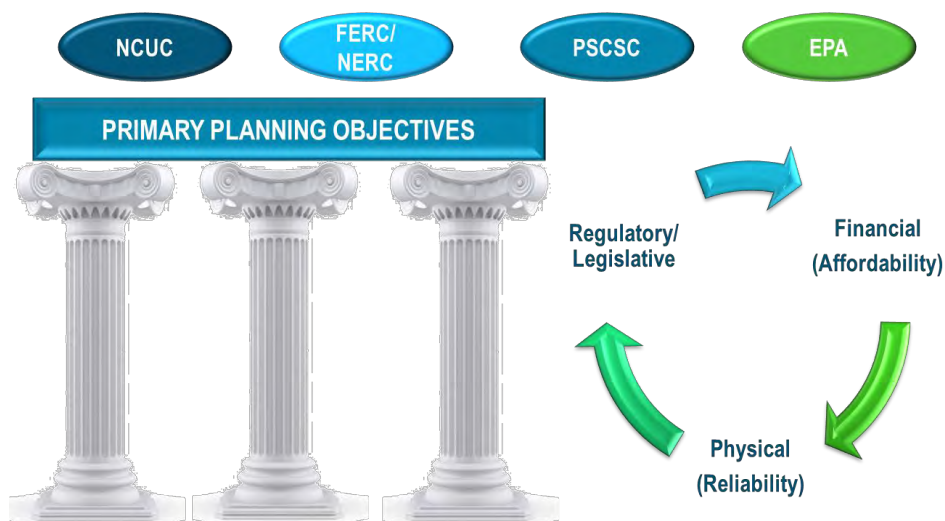 NCUC
FERC/
NERC
PSCSC
EPA
PRIMARY PLANNING OBJECTIVES
Regulatory/
Legislative
Financial
(Affordability)
Physical
(Reliability)